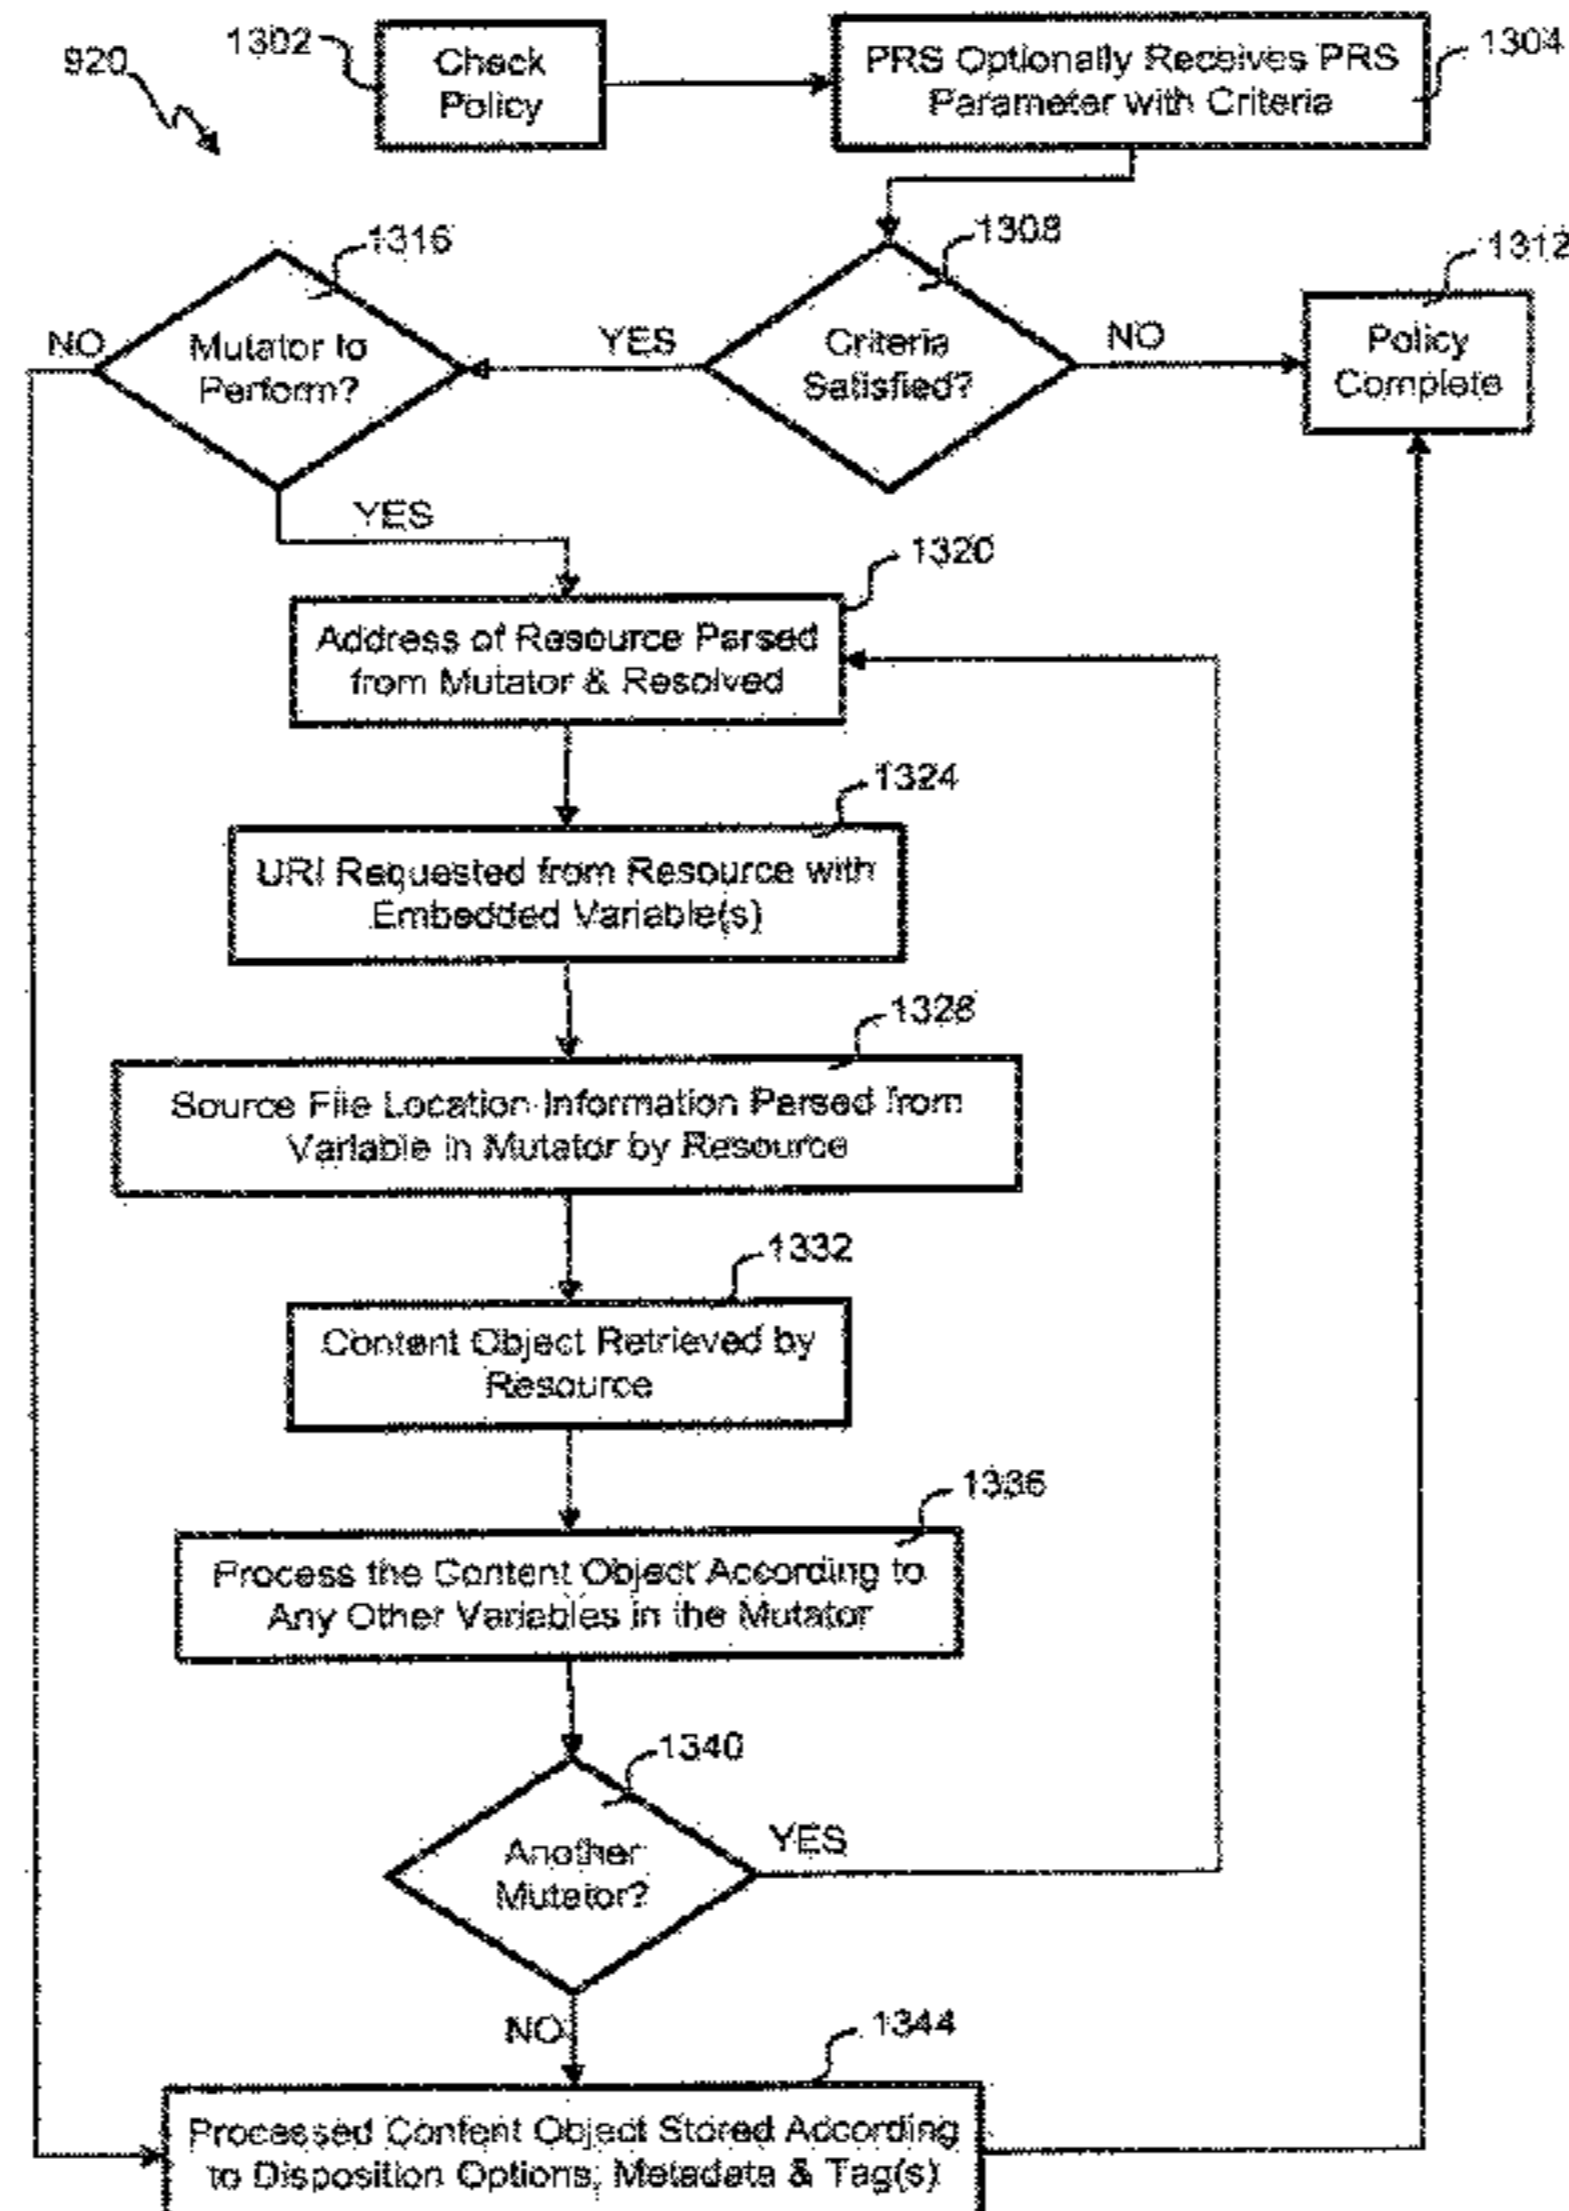 920
1302
Check
Policy
PRS Optionally Receives PRS
Parameter with Criteria
1304
1316
1308
1312
NO
Mutator to
Perform?
YES
Criteria
Satisfied?
NO
Policy
Complete
YES
1320
Address of Resource Parsed
from Mutator & Resolved
1324
URI Requested from Resource with
Embedded Variable(s)
1328
Source File Location Information Parsed from
Variable in Mutator by Resource
1332
Content Object Retrieved by
Resource
1336
Process the Content Object According to
Any Other Variables in the Mutator
1340
Another
Mutator?
YES
NO
1344
Processed Content Object Stored According
to Disposition Options, Metadata & Tag(s)